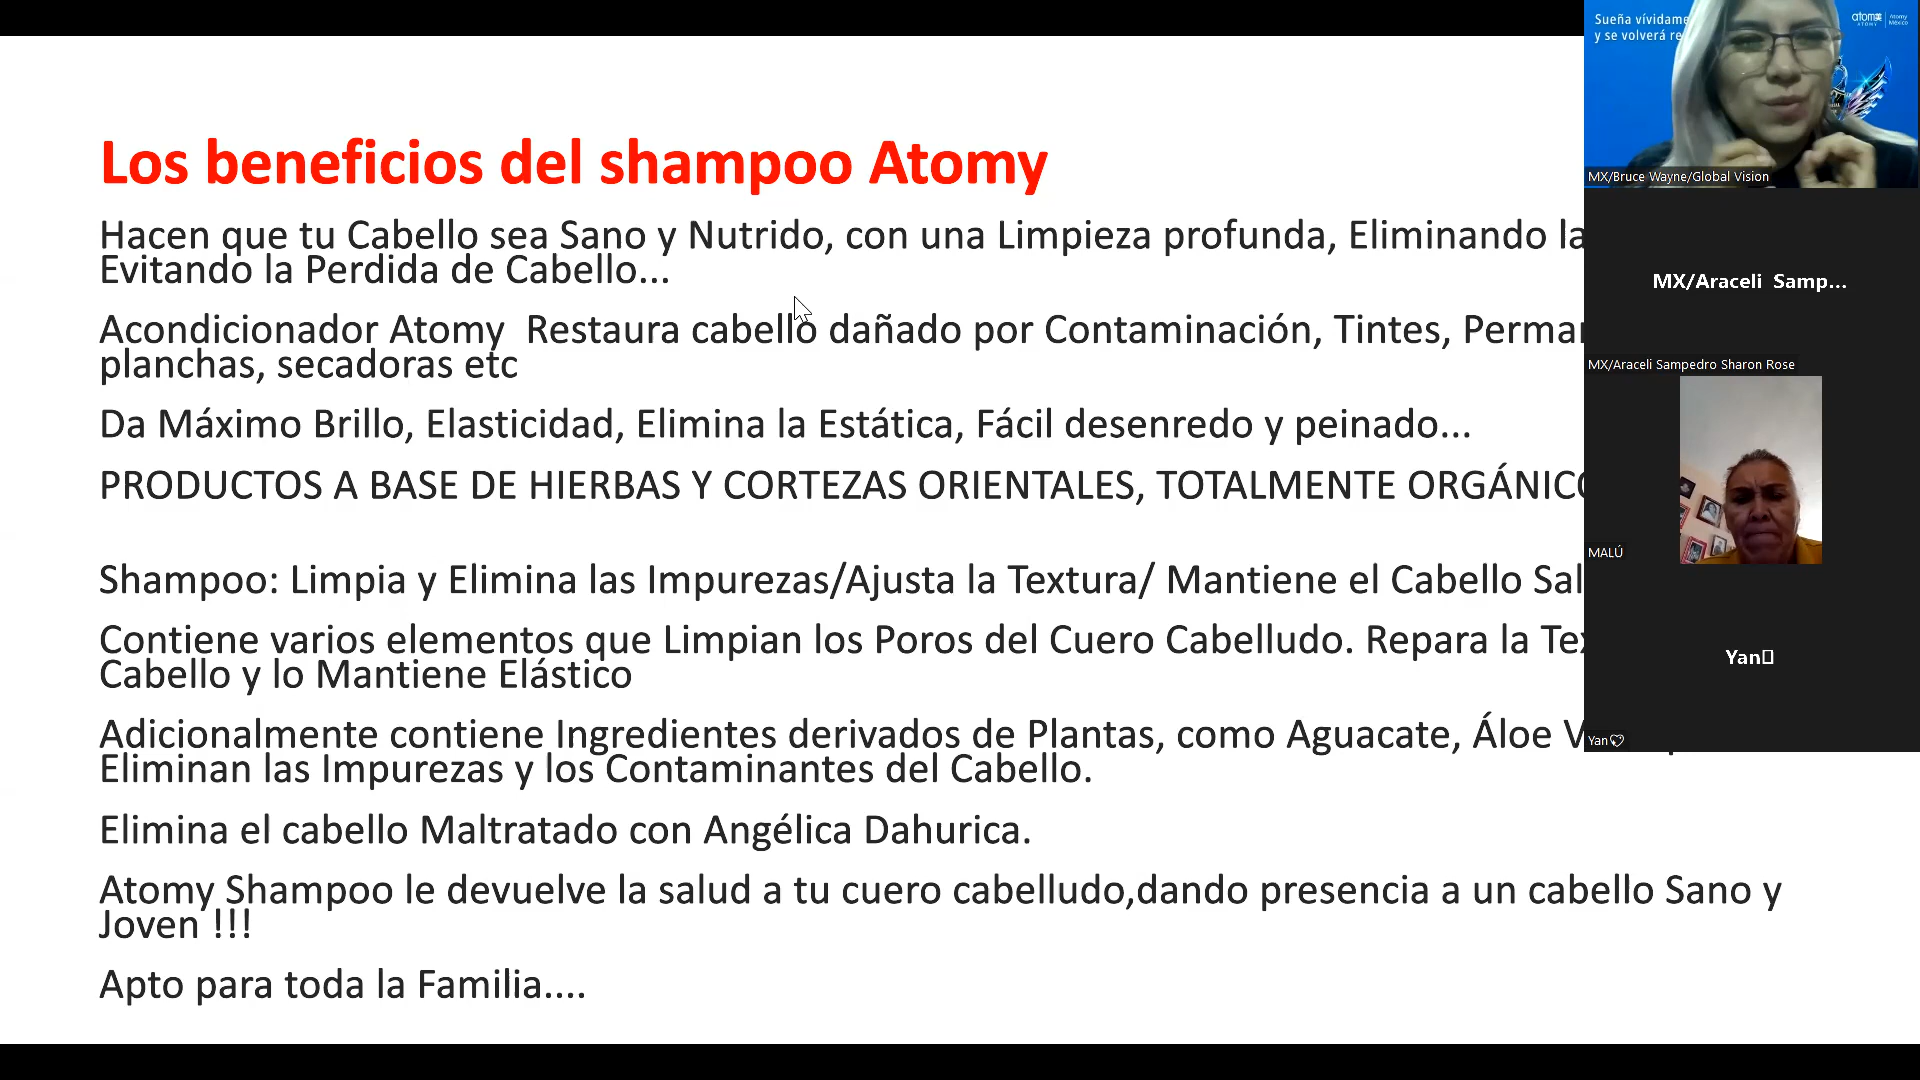 Los beneficios del shampoo Atomy
Hacen que tu Cabello sea Sano y Nutrido, con una Limpieza profunda, Eliminando la
Evitando la Perdida de Cabello...
Acondicionador Atomy Restaura cabello dañado por Contaminación, Tintes,
planchas, secadoras etc
Da Máximo Brillo, Elasticidad, Elimina la Estática, Fácil desenredo y peinado...
PRODUCTOS A BASE DE HIERBAS Y CORTEZAS ORIENTALES, TOTALMENTE
Shampoo: Limpia y Elimina las Impurezas/Ajusta la Textura/ Mantiene el Cabello
Contiene varios elementos que Limpian los Poros del Cuero Cabelludo. Repara la
Cabello y lo Mantiene Elástico
Adicionalmente contiene Ingredientes derivados de Plantas, como Aguacate, Áloe
Eliminan las Impurezas y los Contaminantes del Cabello.
Elimina el cabello Maltratado con Angélica Dahurica.
Atomy Shampoo le devuelve la salud a tu cuero cabelludo,dando presencia a un cabello Sano y
Joven !!!
Apto para toda la Familia....
Sueña
y se volverá
Atomy
México
MX/Bruce Wayne/Global Vision
MX/Araceli Samp...
MX/Araceli Sampedro Sharon Rose
MALÚ
Yan
Yan